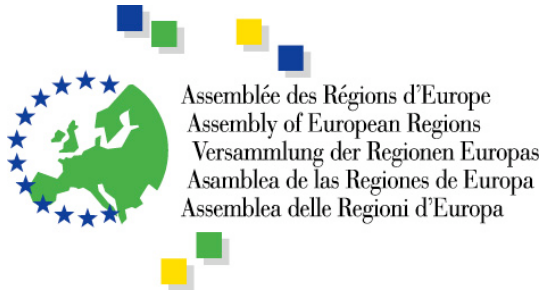 Assemblée des Régions d'Europe
Assembly of European Regions
Versammlung der Regionen Europas
Asamblea de las Regiones de Europa
Assemblea delle Regioni d'Europa